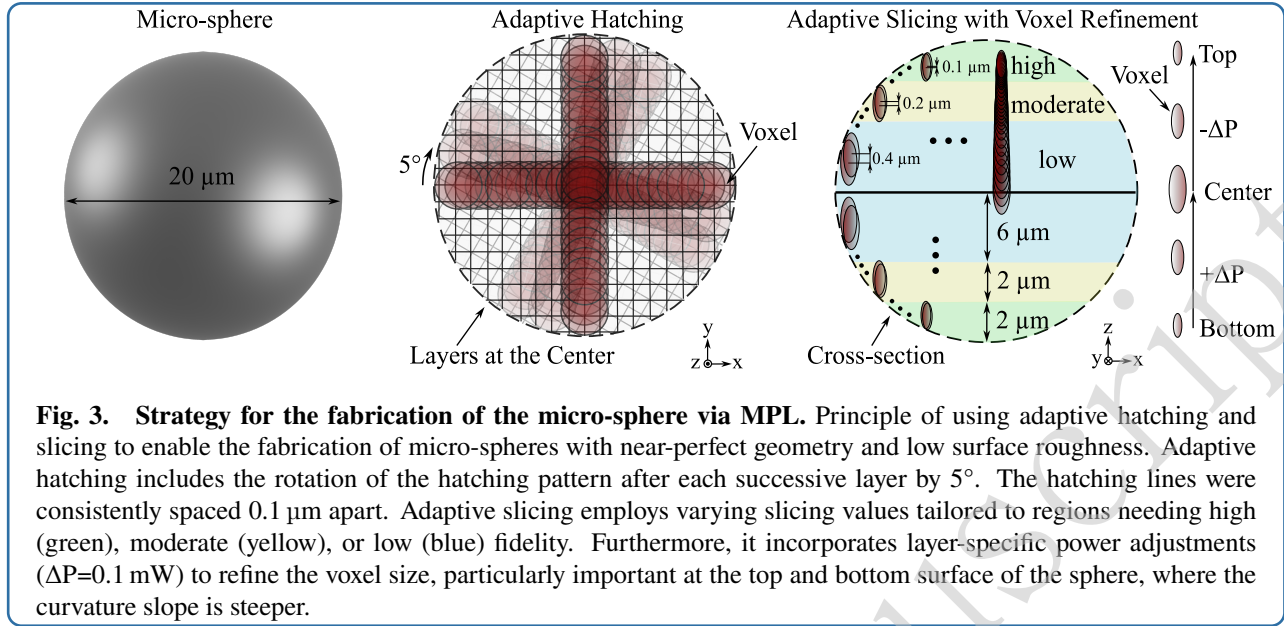 Micro-sphere
Adaptive Hatching
Adaptive Slicing with Voxel Refinement
20 µm
5°
Voxel
Layers at the Center
y
z
x
0.1 µm
high
0.2 µm
moderate
0.4 µm
low
6 µm
2 µm
2 µm
Cross-section
z
y
x
Top
Voxel
-ΔP
Center
+ΔP
Bottom
Fig. 3. Strategy for the fabrication of the micro-sphere via MPL. Principle of using adaptive hatching and
slicing to enable the fabrication of micro-spheres with near-perfect geometry and low surface roughness. Adaptive
hatching includes the rotation of the hatching pattern after each successive layer by 5°. The hatching lines were
consistently spaced 0.1 µm apart. Adaptive slicing employs varying slicing values tailored to regions needing high
(green), moderate (yellow), or low (blue) fidelity. Furthermore, it incorporates layer-specific power adjustments
(ΔP=0.1 mW) to refine the voxel size, particularly important at the top and bottom surface of the sphere, where the
curvature slope is steeper.